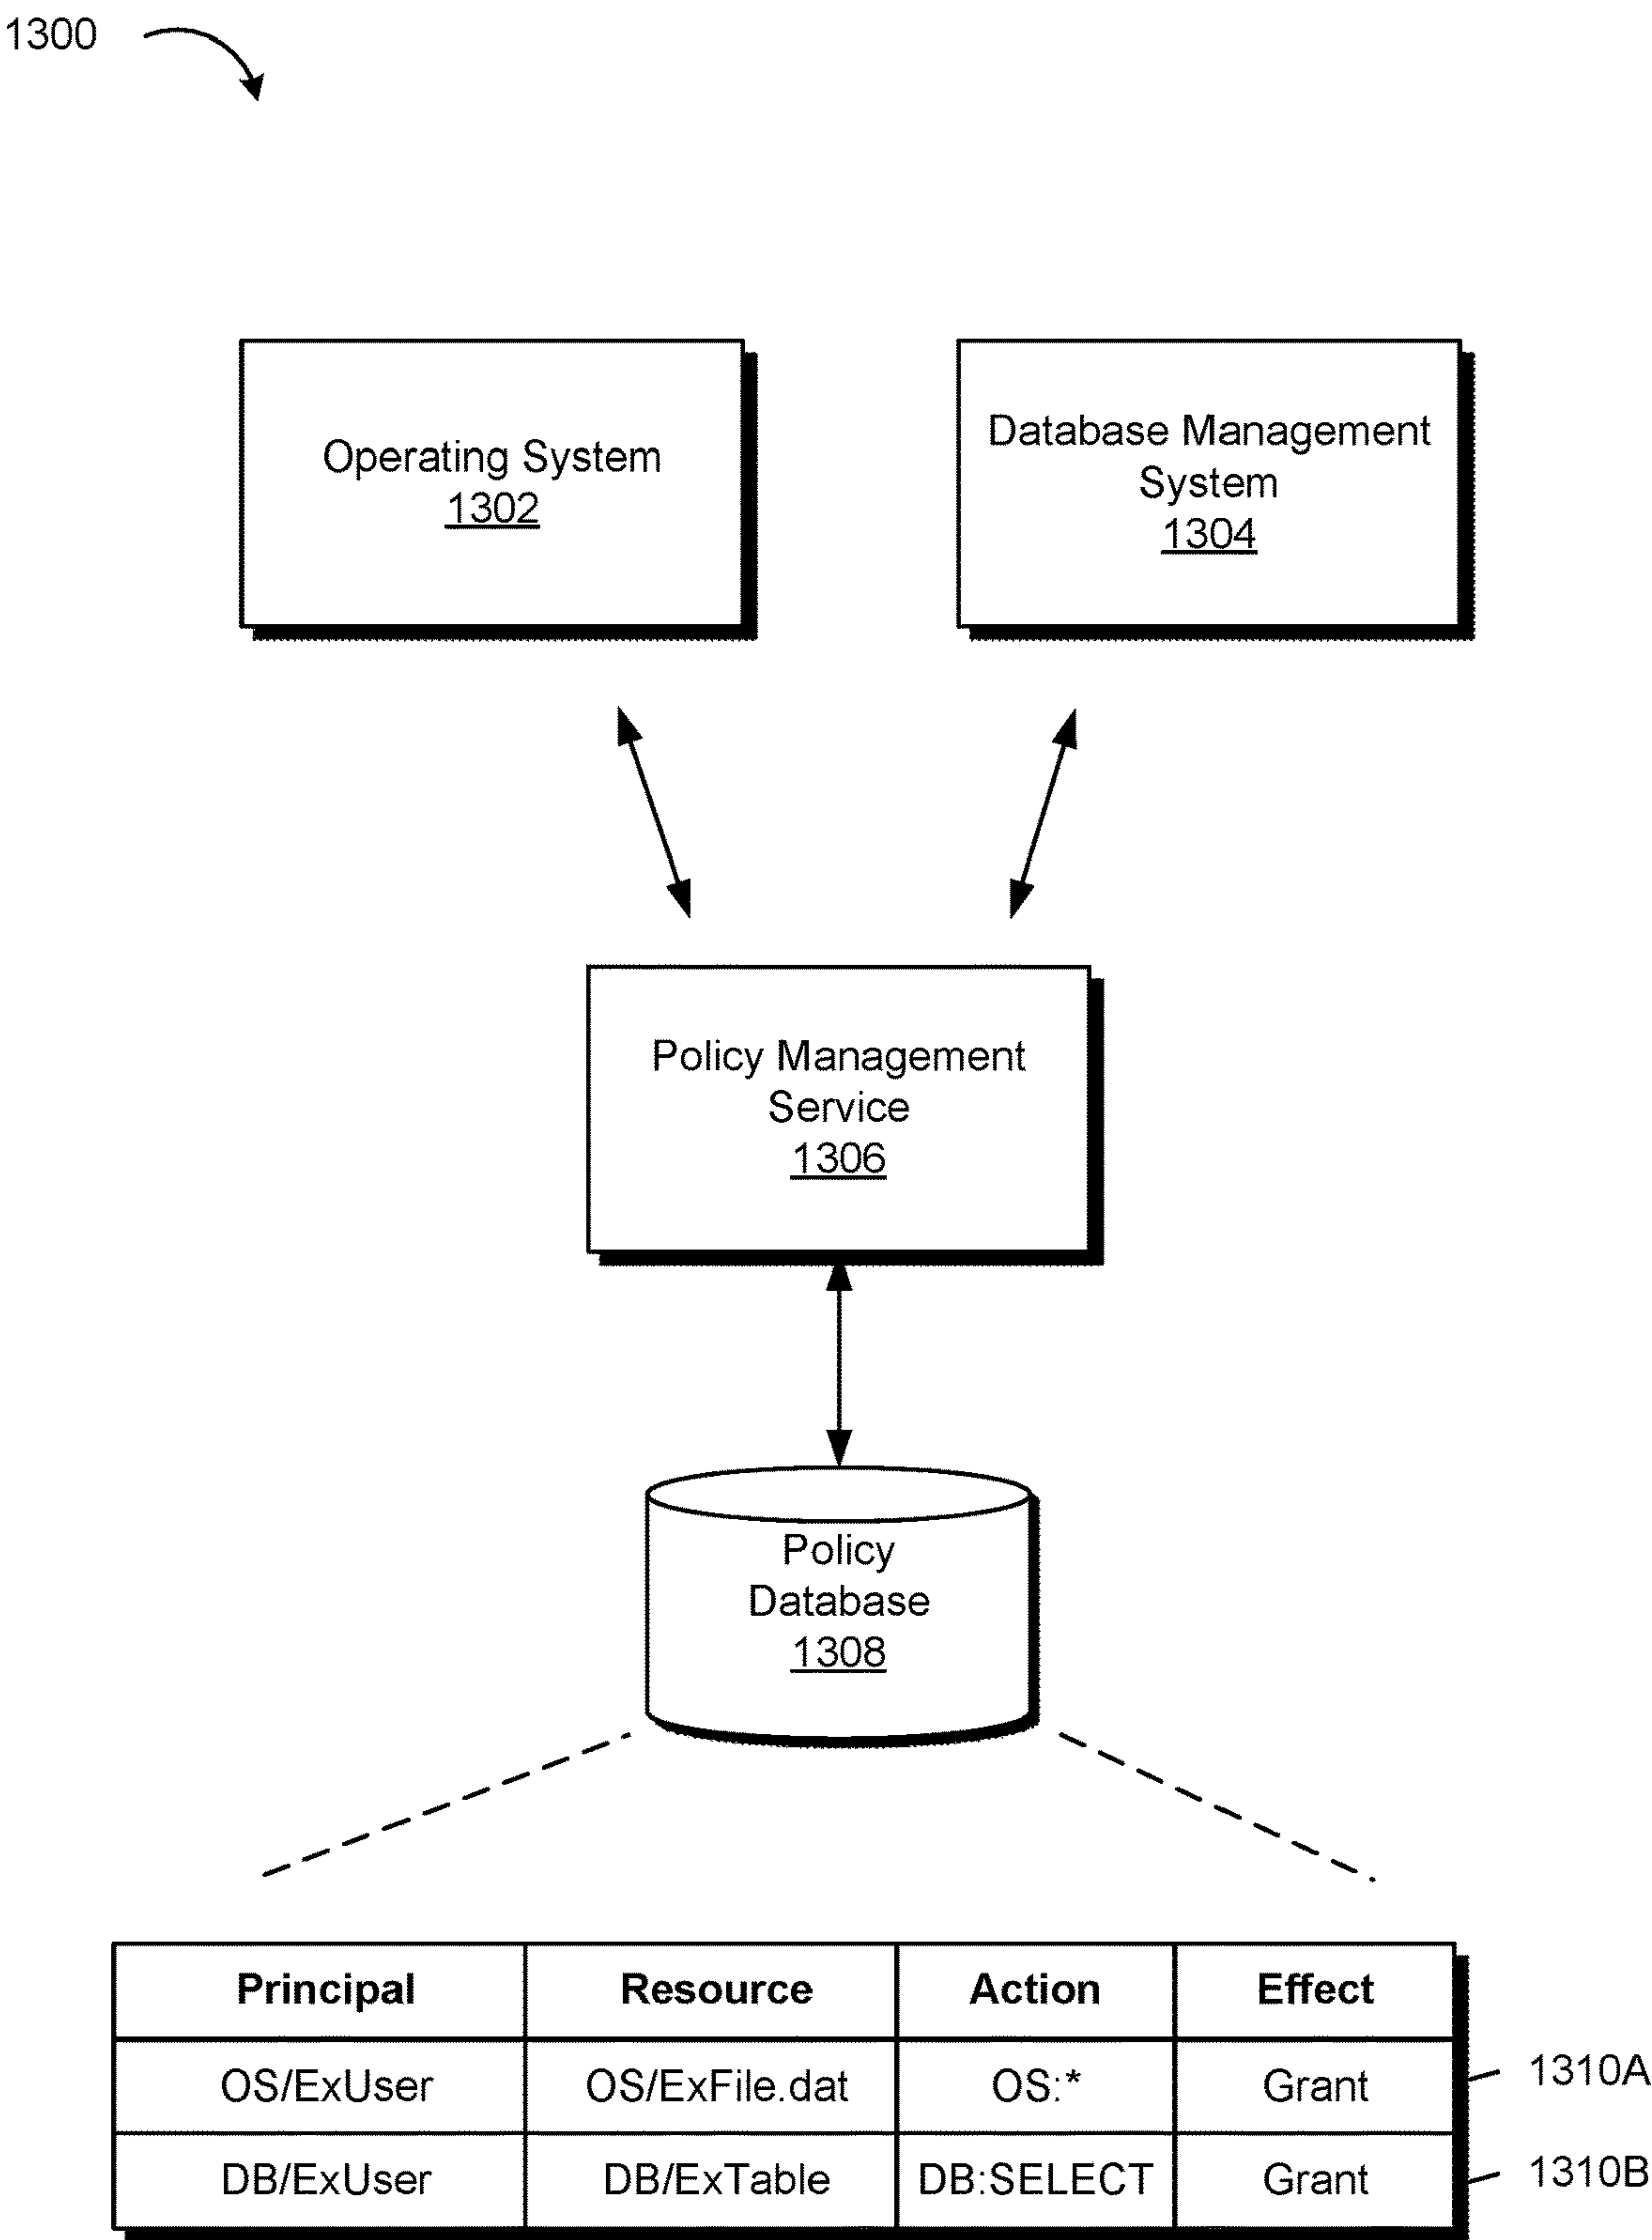 1300
Operating System
1302
Database Management
System
1304
Policy Management
Service
1306
Policy
Database
1308
Principal Resource Action Effect
OS/ExUser OS/ExFile.dat OS:* Grant 1310A
DB/ExUser DB/ExTable DB:SELECT Grant 1310B